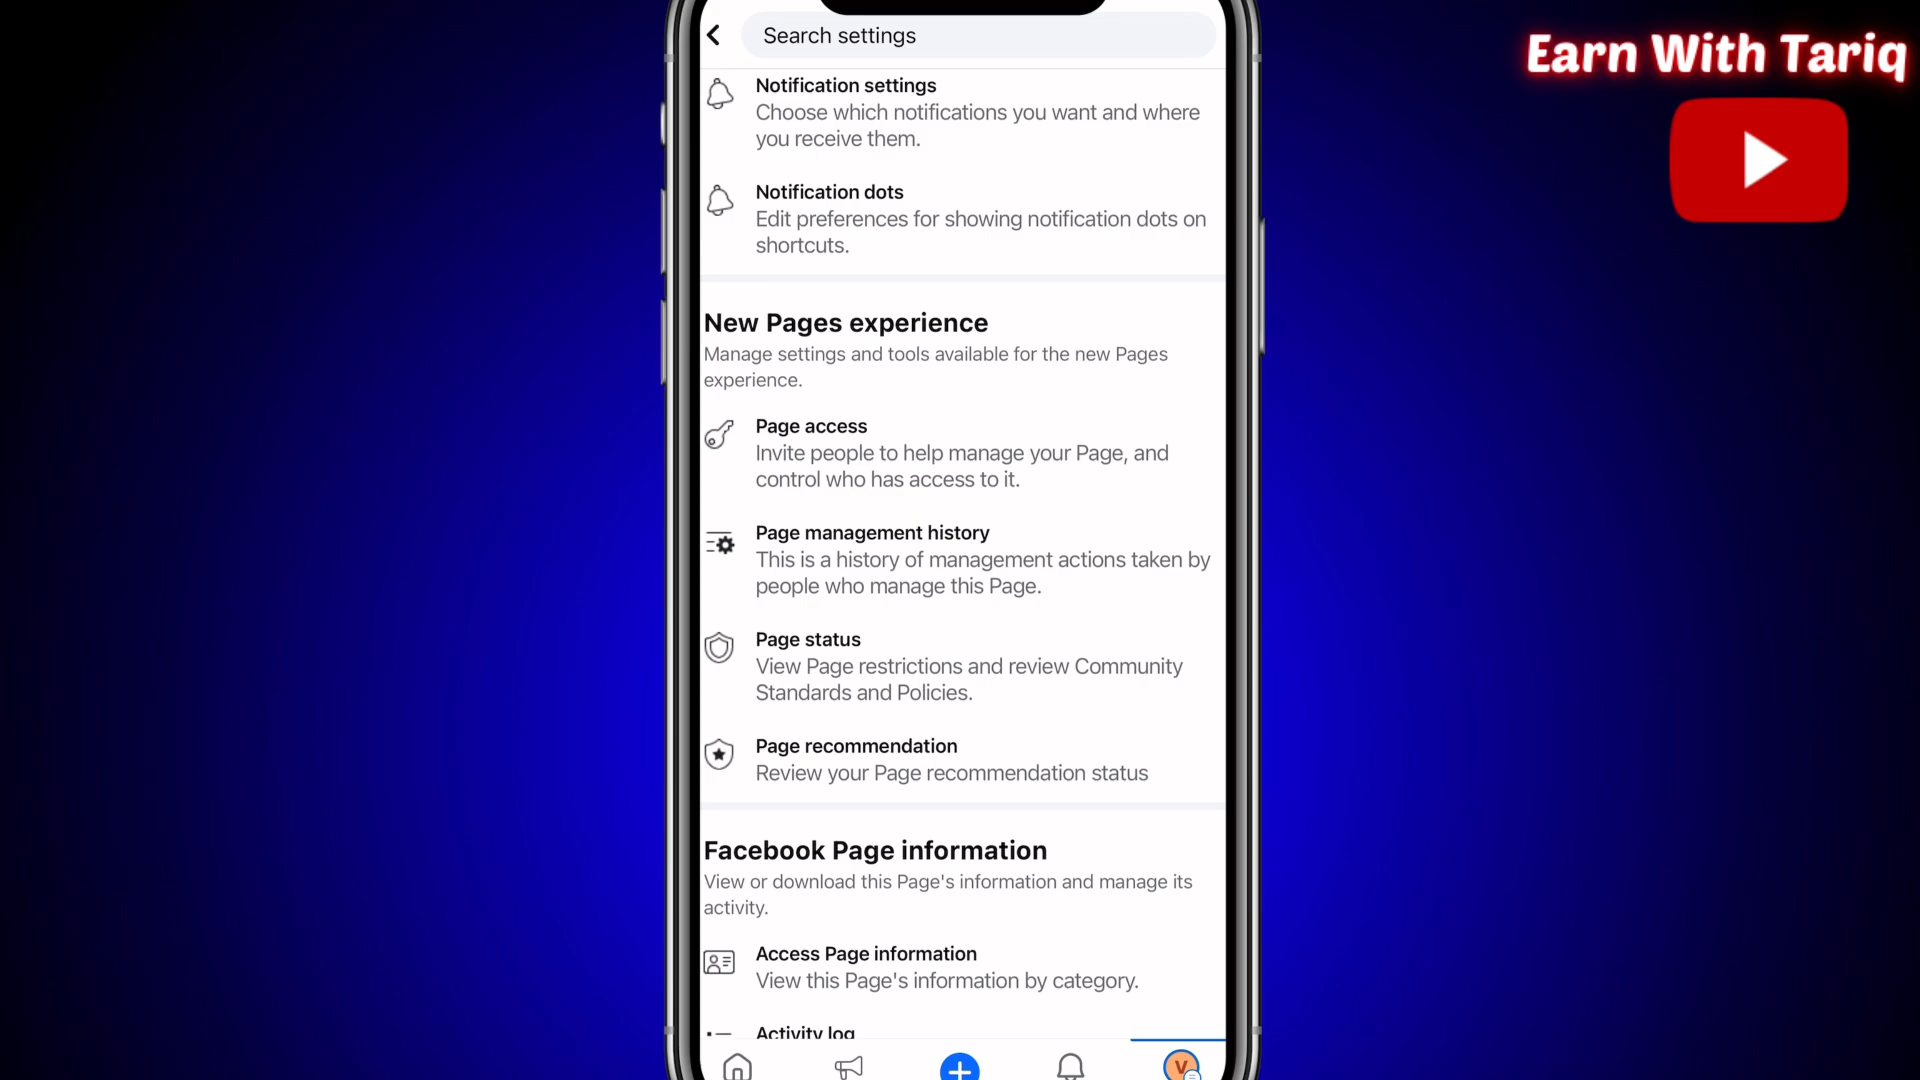 Search settings
Earn With Tariq
Notification settings
Choose which notifications you want and where
you receive them.
Notification dots
Edit preferences for showing notification dots on
shortcuts.
New Pages experience
Manage settings and tools available for the new Pages
experience.
Page access
Invite people to help manage your Page, and
control who has access to it.
Page management history
This is a history of management actions taken by
people who manage this Page.
Page status
View Page restrictions and review Community
Standards and Policies.
Page recommendation
Review your Page recommendation status
Facebook Page information
View or download this Page's information and manage its
activity.
Access Page information
View this Page's information by category.
Activity log
V